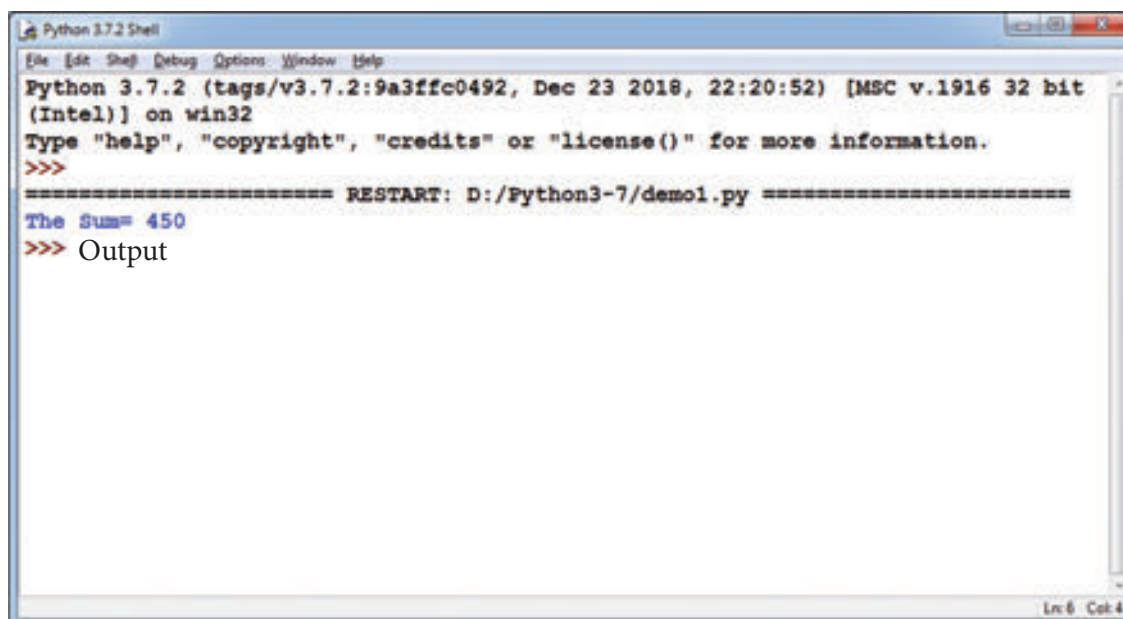 Python 3.7.2 Shell
File Edit Shell Debug Options Window Help
Python 3.7.2 (tags/v3.7.2:9a3ffc0492, Dec 23 2018, 22:20:52) [MSC v.1916 32 bit
(Intel)] on win32
Type "help", "copyright", "credits" or "license()" for more information.
>>>
======================= RESTART: D:/Python3-7/demo1.py =======================
The Sum= 450
>>> Output
Ln: 6 Col: 4